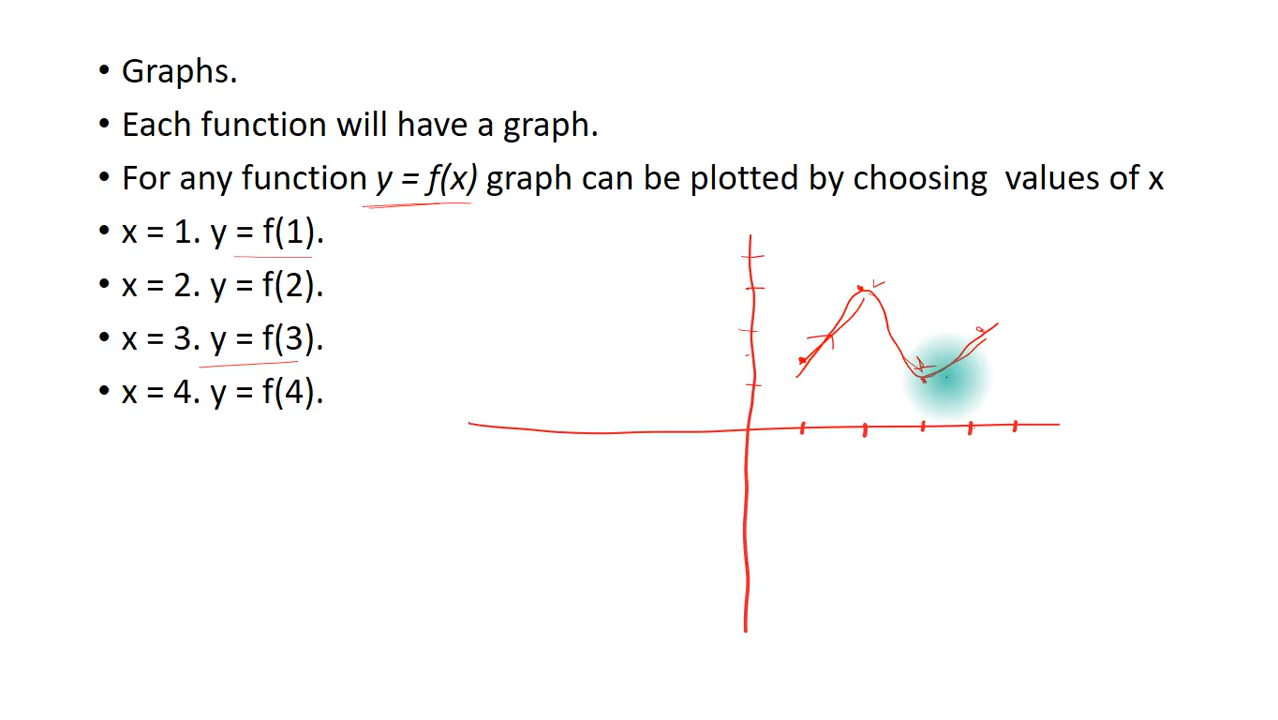 • Graphs.
• Each function will have a graph.
• For any function y = f(x) graph can be plotted by choosing values of x
• x = 1. y = f(1).
• x = 2. y = f(2).
• x = 3. y = f(3).
• x = 4. y = f(4).